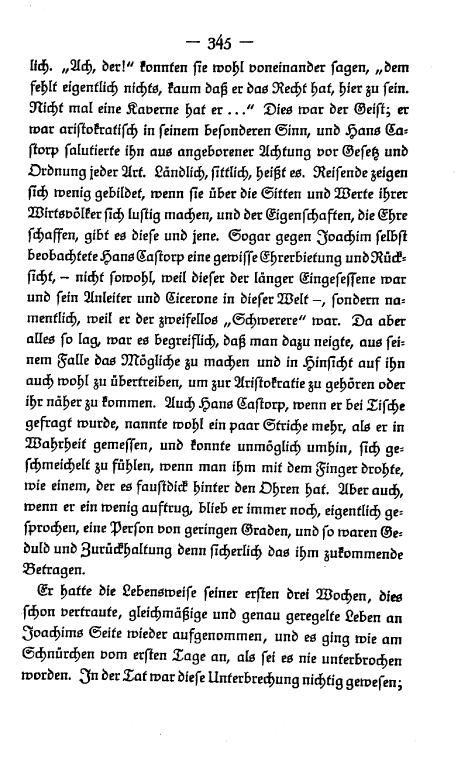 — 345 —
lich. „Ach, der!“ konnten sie wohl voneinander sagen, „dem
fehlt eigentlich nichts, kaum daß er das Recht hat, hier zu sein.
Nicht mal eine Kaverne hat er ...“ Dies war der Geist; er
war aristokratisch in seinem besonderen Sinn, und Hans Ca-
storp salutierte ihn aus angeborener Achtung vor Gesetz und
Ordnung jeder Art. Ländlich, sittlich, heißt es. Reisende zeigen
sich wenig gebildet, wenn sie über die Sitten und Werte ihrer
Wirtsvölker sich lustig machen, und der Eigenschaften, die Ehre
schaffen, gibt es diese und jene. Sogar gegen Joachim selbst
beobachtete Hans Castorp eine gewisse Ehrerbietung und Rück-
sicht, – nicht sowohl, weil dieser der länger Eingesessene war
und sein Anleiter und Cicerone in dieser Welt –, sondern na-
mentlich, weil er der zweifellos „Schwerere“ war. Da aber
alles so lag, war es begreiflich, daß man dazu neigte, aus sei-
nem Falle das Mögliche zu machen und in Hinsicht auf ihn
auch wohl zu übertreiben, um zur Aristokratie zu gehören oder
ihr näher zu kommen. Auch Hans Castorp, wenn er bei Tische
gefragt wurde, nannte wohl ein paar Striche mehr, als er in
Wahrheit gemessen, und konnte unmöglich umhin, sich ge-
schmeichelt zu fühlen, wenn man ihm mit dem Finger drohte,
wie einem, der es faustdick hinter den Ohren hat. Aber auch,
wenn er ein wenig auftrug, blieb er immer noch, eigentlich ge-
sprochen, eine Person von geringen Graden, und so waren Ge-
duld und Zurückhaltung denn sicherlich das ihm zukommende
Betragen.
Er hatte die Lebensweise seiner ersten drei Wochen, dies
schon vertraute, gleichmäßige und genau geregelte Leben an
Joachims Seite wieder aufgenommen, und es ging wie am
Schnürchen vom ersten Tage an, als sei es nie unterbrochen
worden. In der Tat war diese Unterbrechung nichtig gewesen;